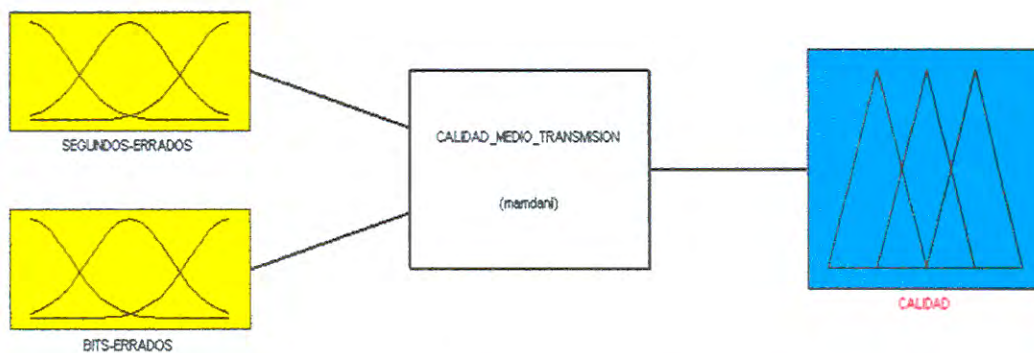 SEGUNDOS-ERRADOS
CALIDAD_MEDIO_TRANSMISION
(mamdani)
BITS-ERRADOS
CALIDAD